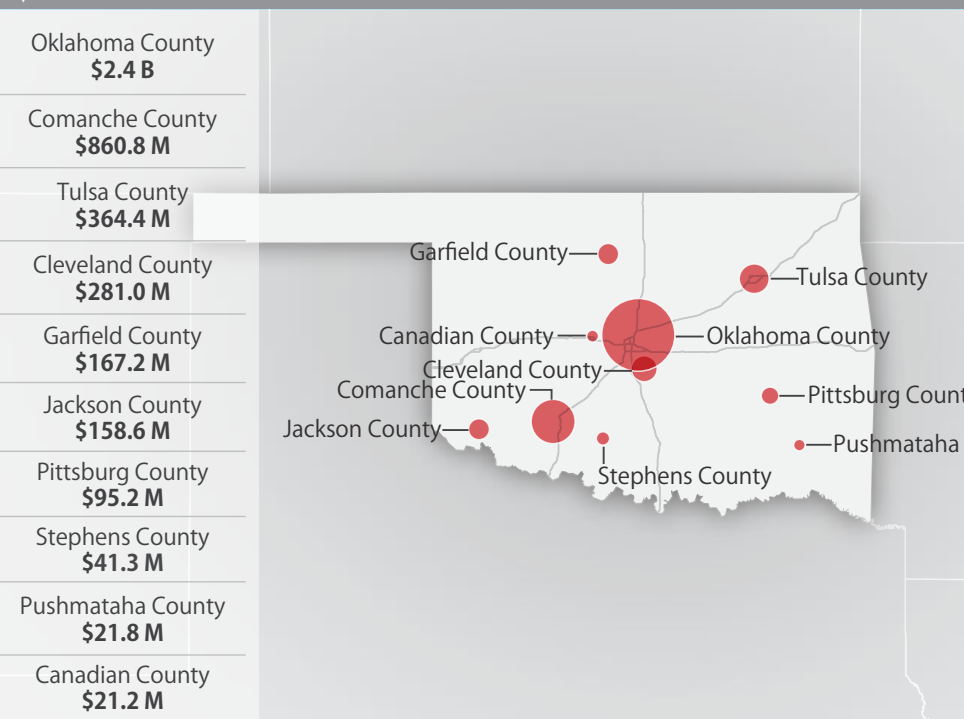 Oklahoma County
$2.4 B
Comanche County
$860.8 M
Tulsa County
$364.4 M
Cleveland County
$281.0 M
Garfield County
$167.2 M
Jackson County
$158.6 M
Pittsburg County
$95.2 M
Stephens County
$41.3 M
Pushmataha County
$21.8 M
Canadian County
$21.2 M
Garfield County
Tulsa County
Canadian County
Oklahoma County
Cleveland County
Comanche County
Pittsburg Count
Jackson County
Pushmataha
Stephens County